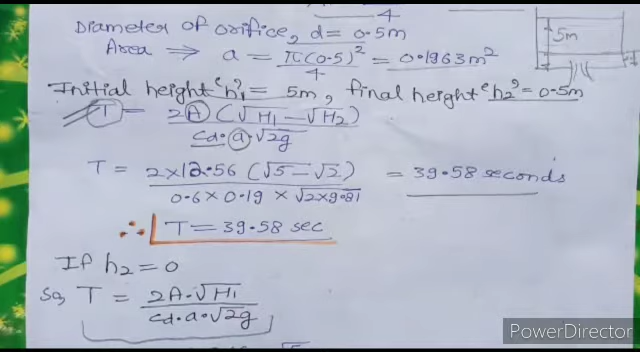 4
Diameter of orifice, d = 0.5m
Area ⇒ a = π(0.5)² / 4 = 0.1963m²
5m
Initial height 'h₁' = 5m, final height 'h2' = 0.5m
T = 2A(√H₁ - √H₂) / Cd.a.√2g
T = 2×12.56 (√5 - √2) / 0.6×0.19 × √2×9.81 = 39.58 seconds
∴ T = 39.58 sec
If h₂ = 0
So, T = 2A.√H₁ / Cd.a.√2g
PowerDirector